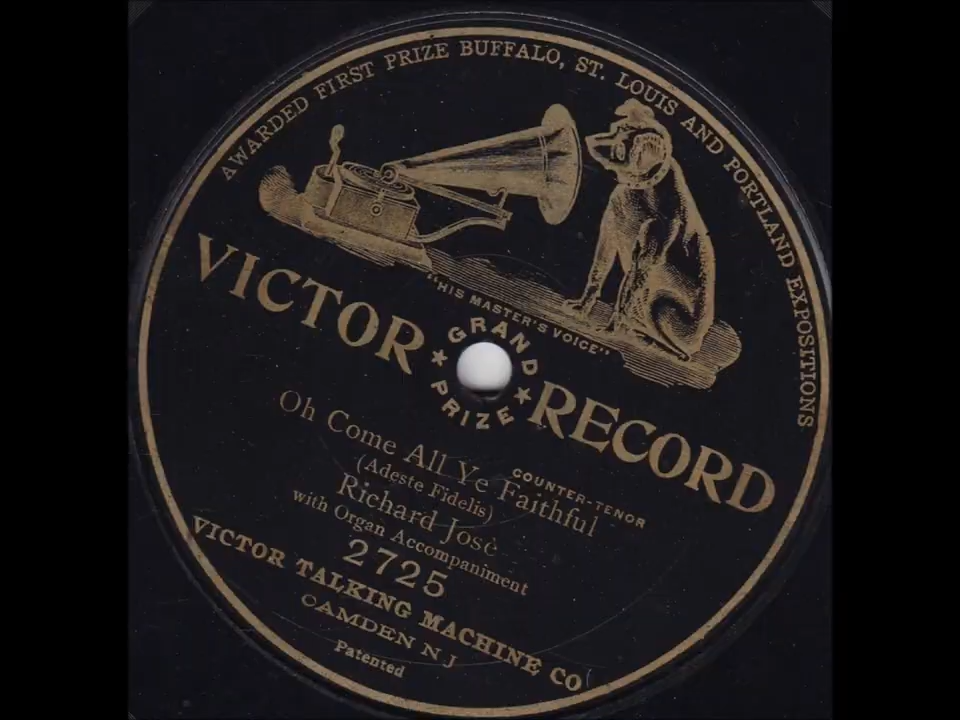 AWARDED FIRST PRIZE BUFFALO, ST. LOUIS AND PORTLAND EXPOSITIONS
"HIS MASTER'S VOICE"
VICTOR RECORD
GRAND PRIZE
COUNTER-TENOR
Oh Come All Ye Faithful
(Adeste Fidelis)
Richard Josè
with Organ Accompaniment
2725
VICTOR TALKING MACHINE CO
CAMDEN N J
Patented